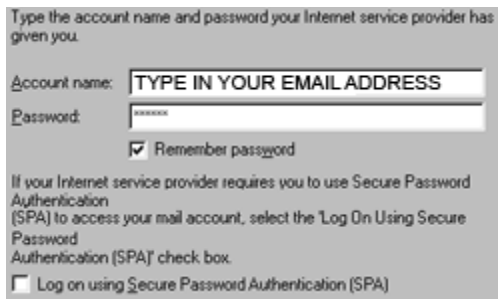 Type the account name and password your Internet service provider has
given you.
Account name: TYPE IN YOUR EMAIL ADDRESS
Password: ******
Remember password
If your Internet service provider requires you to use Secure Password
Authentication
(SPA) to access your mail account, select the 'Log On Using Secure
Password
Authentication (SPA)' check box.
Log on using Secure Password Authentication (SPA)